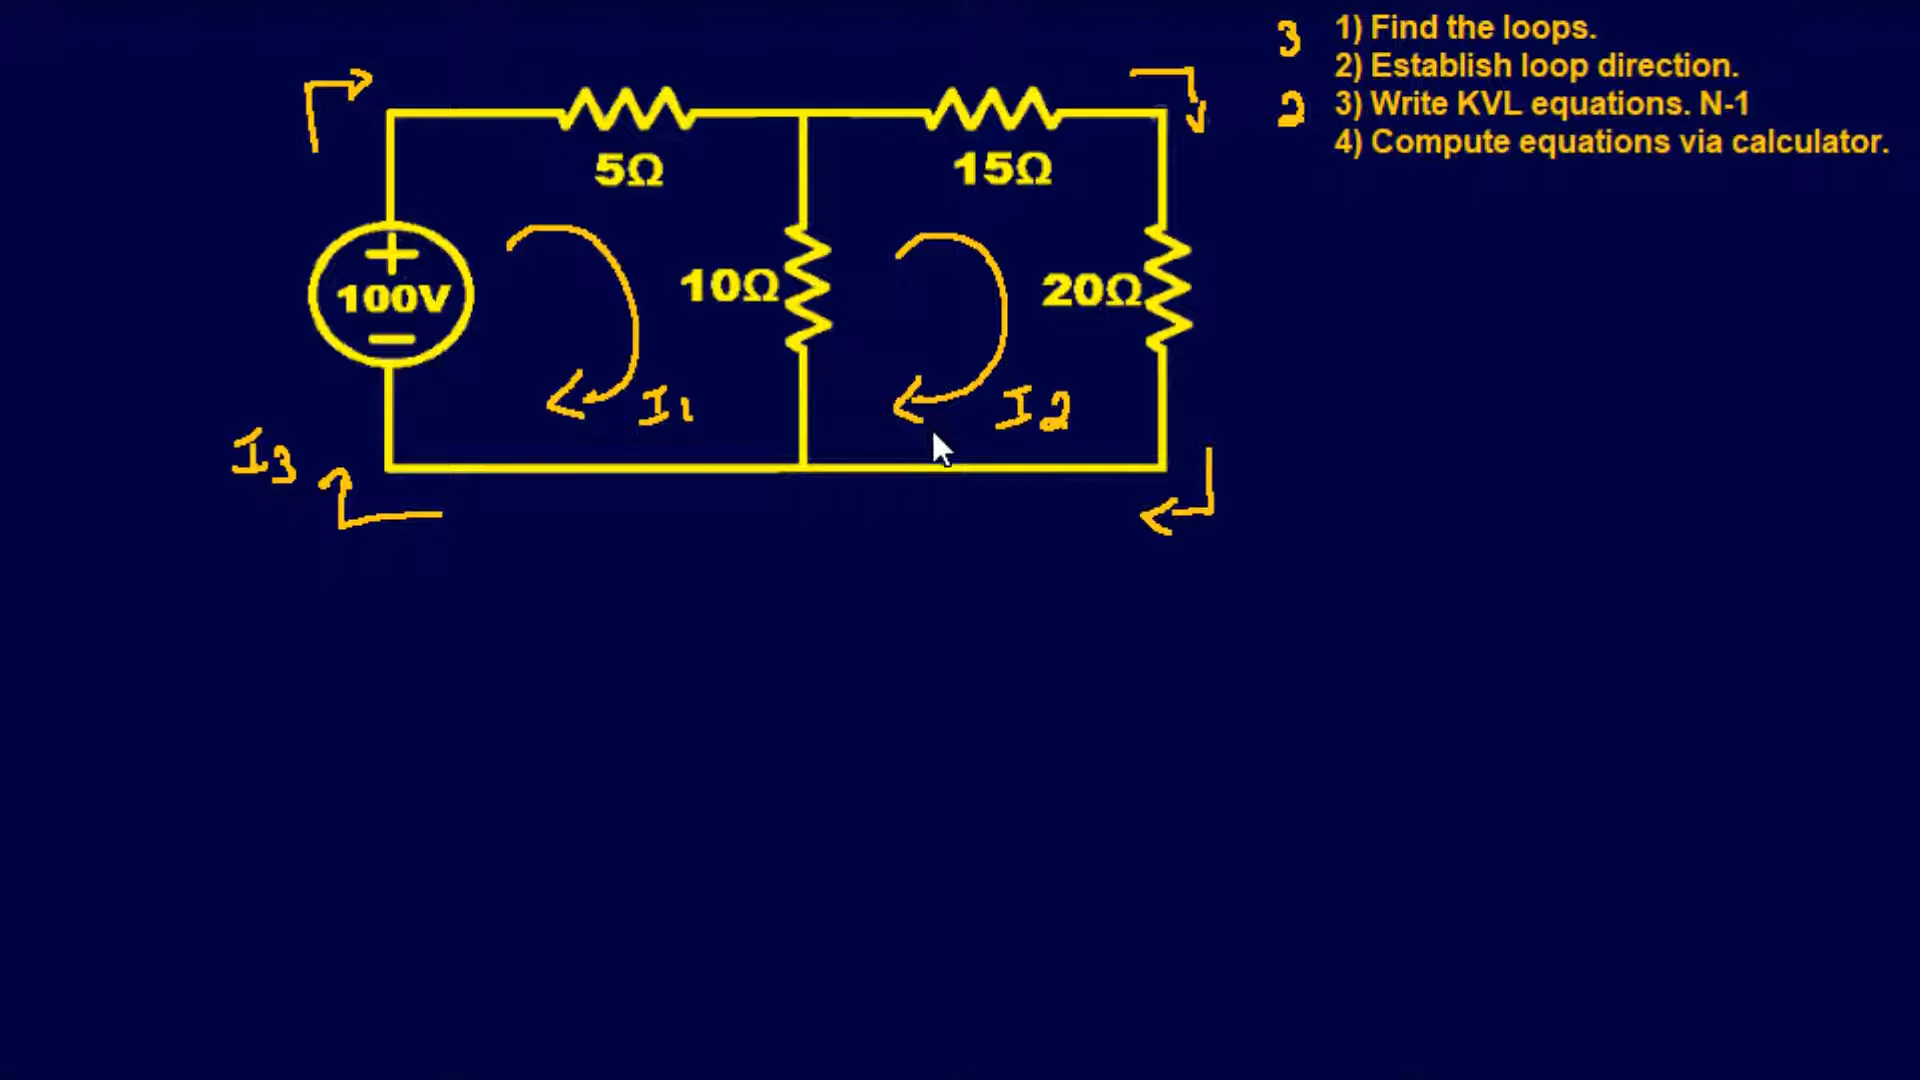 3 1) Find the loops.
2) Establish loop direction.
2 3) Write KVL equations. N-1
4) Compute equations via calculator.
5Ω
15Ω
+
100V
−
10Ω
20Ω
I1
I2
I3